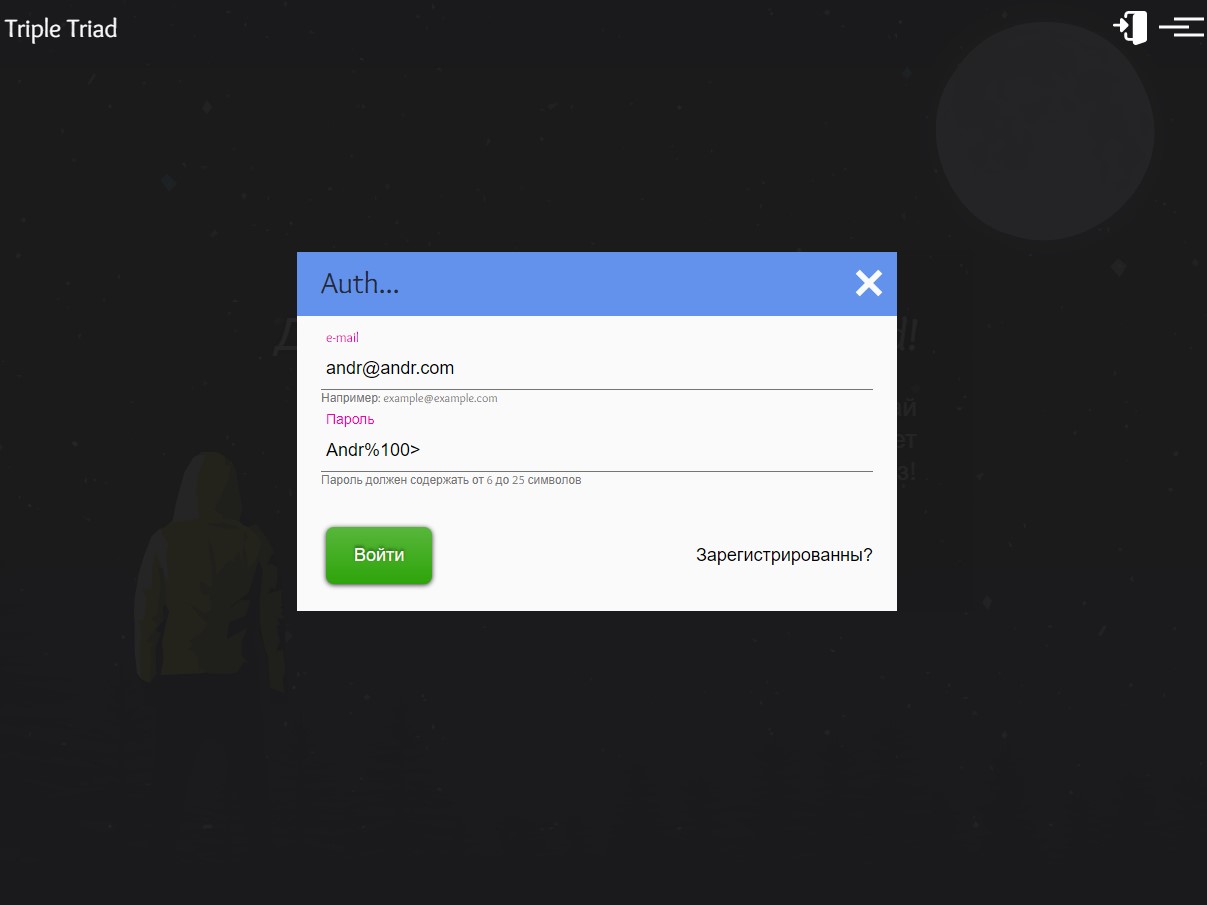 Triple Triad
Auth...
e-mail
andr@andr.com
Например: example@example.com
Пароль
Andr%100>
Пароль должен содержать от 6 до 25 символов
Войти
Зарегистрированны?